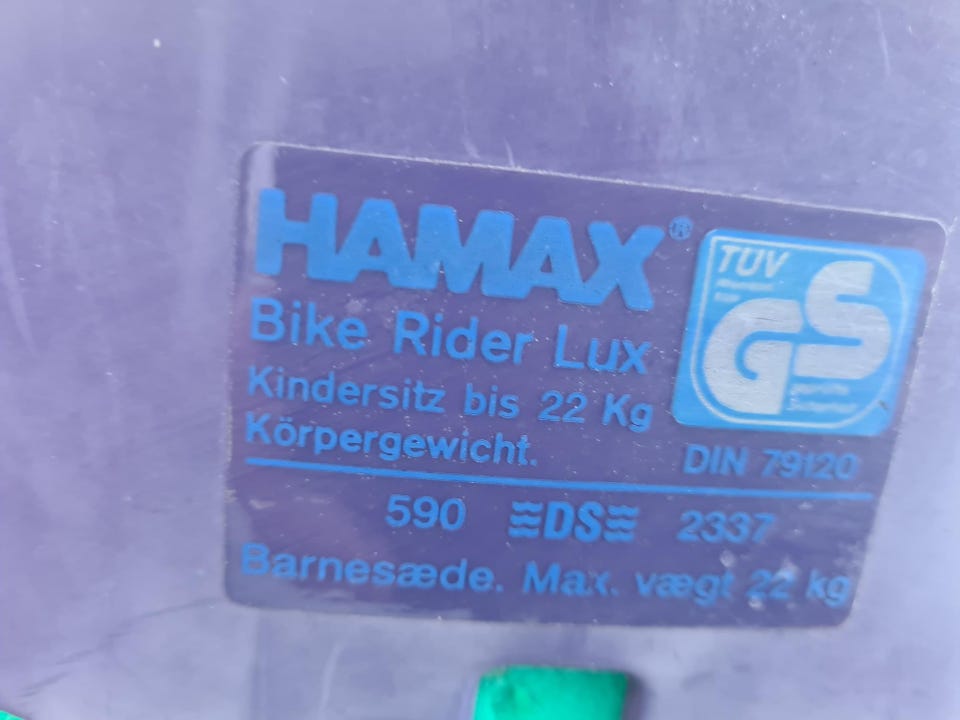 HAMAX®
Bike Rider Lux
Kindersitz bis 22 Kg
Körpergewicht.
TÜV
GS
DIN 79120
590 DS 2337
Barnesæde. Max. vægt 22 kg